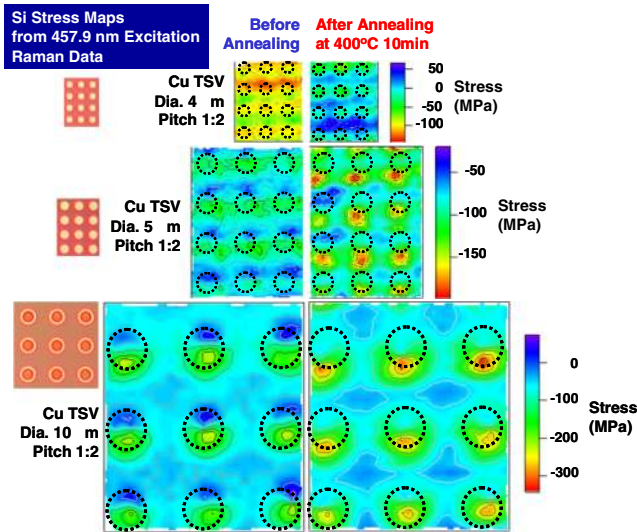 Si Stress Maps
from 457.9 nm Excitation
Raman Data
Before
Annealing
After Annealing
at 400ºC 10min
Cu TSV
Dia. 4 m
Pitch 1:2
50
0
-50
-100
Stress
(MPa)
Cu TSV
Dia. 5 m
Pitch 1:2
-50
-100
-150
Stress
(MPa)
Cu TSV
Dia. 10 m
Pitch 1:2
0
-100
-200
-300
Stress
(MPa)